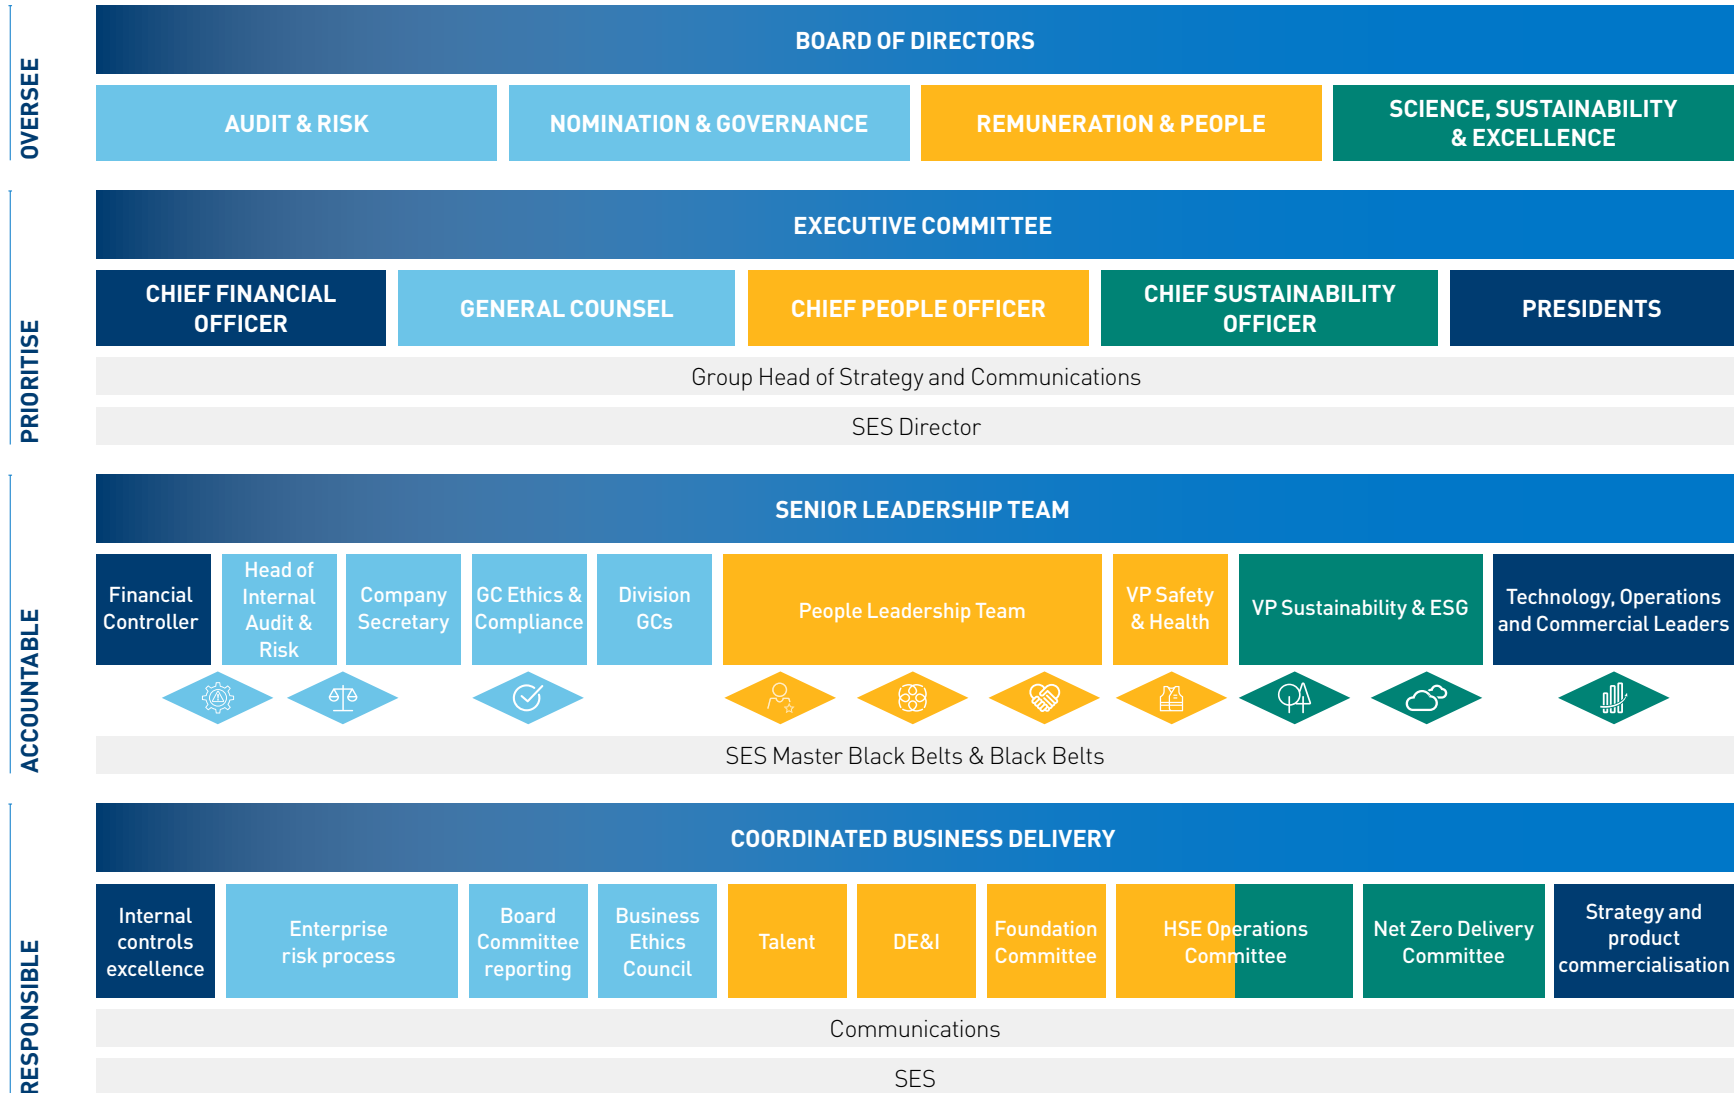 OVERSEE
BOARD OF DIRECTORS
AUDIT & RISK
NOMINATION & GOVERNANCE
REMUNERATION & PEOPLE
SCIENCE, SUSTAINABILITY
& EXCELLENCE
PRIORITISE
EXECUTIVE COMMITTEE
CHIEF FINANCIAL
OFFICER
GENERAL COUNSEL
CHIEF PEOPLE OFFICER
CHIEF SUSTAINABILITY
OFFICER
PRESIDENTS
Group Head of Strategy and Communications
SES Director
ACCOUNTABLE
SENIOR LEADERSHIP TEAM
Financial
Controller
Head of
Internal
Audit &
Risk
Company
Secretary
GC Ethics &
Compliance
Division
GCs
People Leadership Team
VP Safety
& Health
VP Sustainability & ESG
Technology, Operations
and Commercial Leaders
SES Master Black Belts & Black Belts
RESPONSIBLE
COORDINATED BUSINESS DELIVERY
Internal
controls
excellence
Enterprise
risk process
Board
Committee
reporting
Business
Ethics
Council
Talent
DE&I
Foundation
Committee
HSE Operations
Committee
Net Zero Delivery
Committee
Strategy and
product
commercialisation
Communications
SES